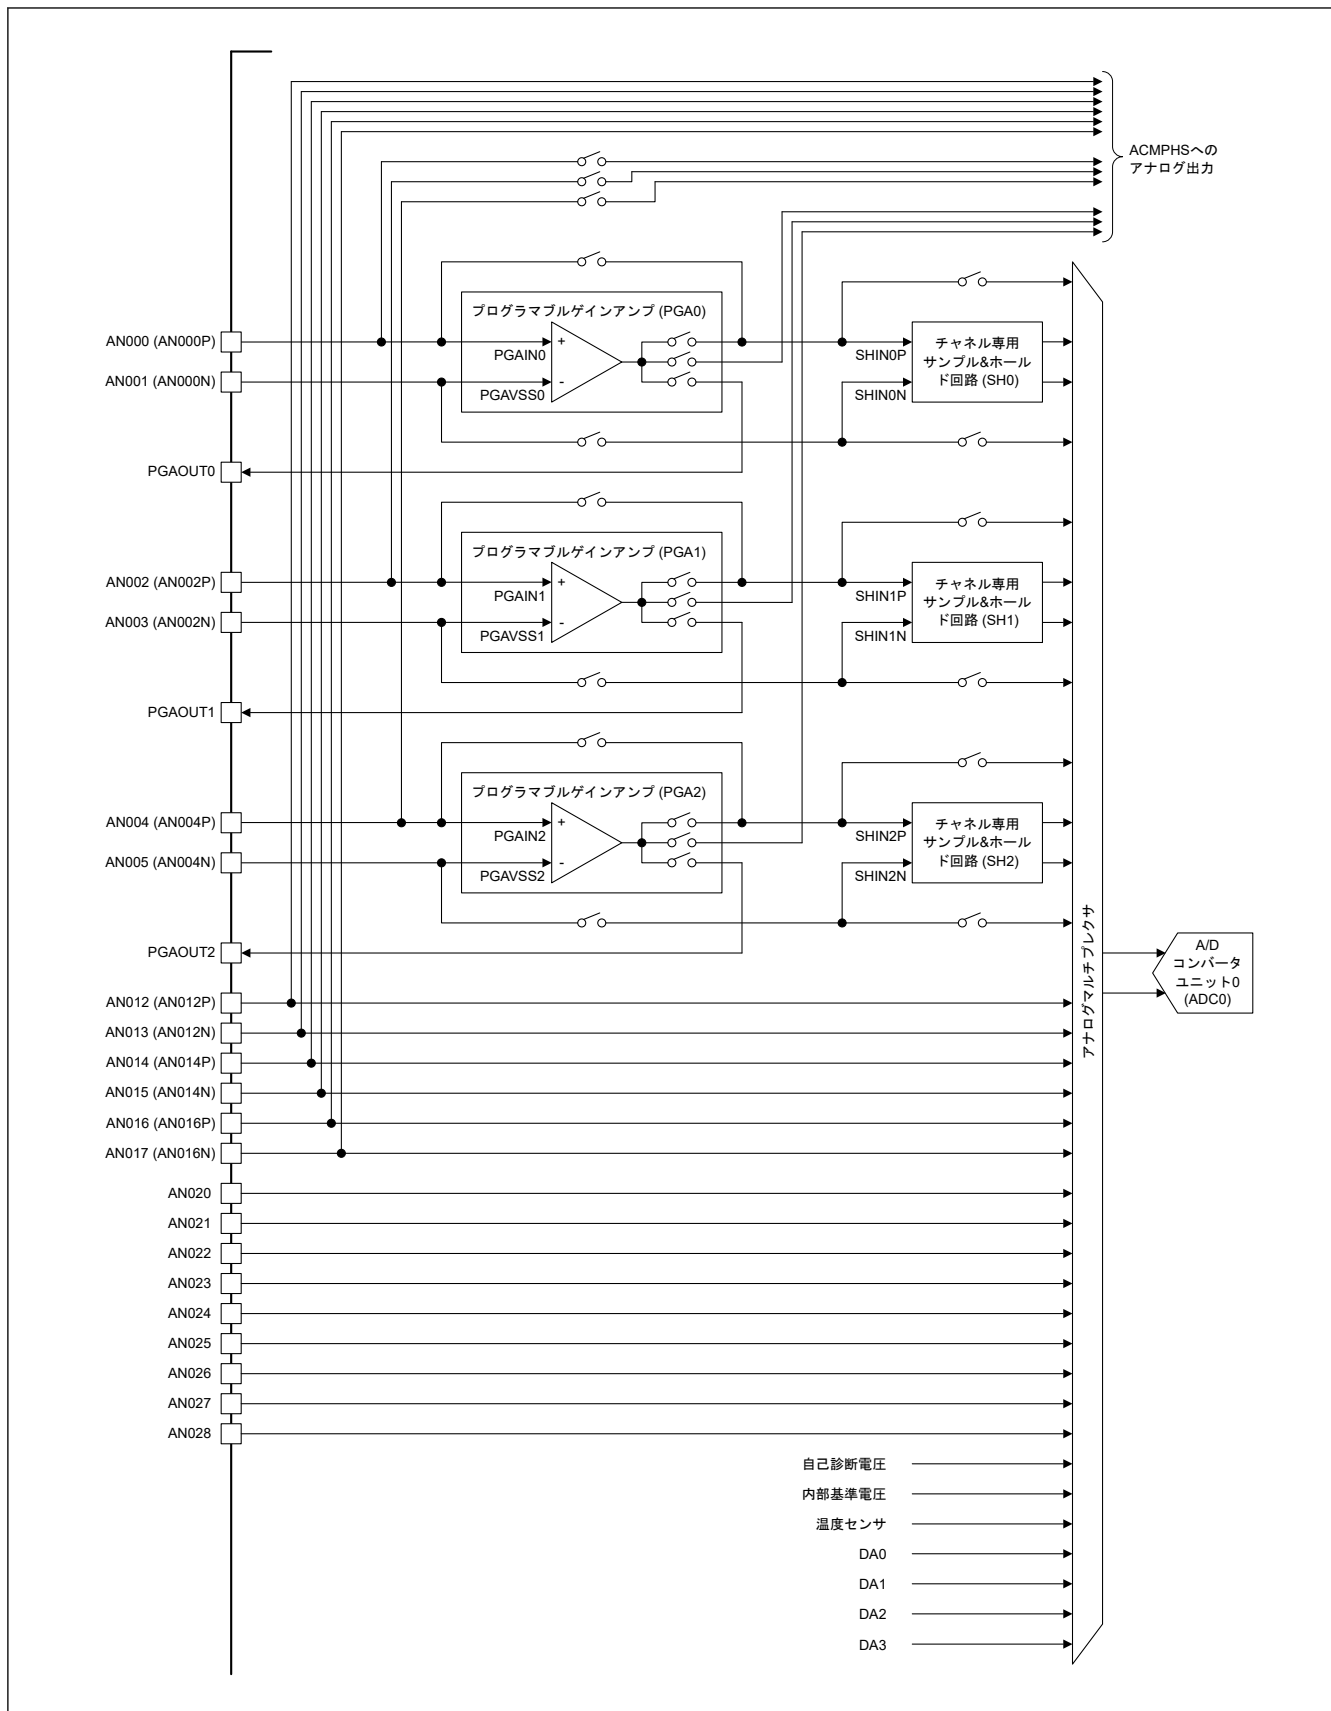 ACMPHSへの
アナログ出力
プログラマブルゲインアンプ (PGA0)
AN000 (AN000P)
PGAIN0
+
SHIN0P
チャネル専用
サンプル&ホール
ド回路 (SH0)
AN001 (AN000N)
PGAVSS0
-
SHIN0N
PGAOUT0
プログラマブルゲインアンプ (PGA1)
AN002 (AN002P)
PGAIN1
+
SHIN1P
チャネル専用
サンプル&ホール
ド回路 (SH1)
AN003 (AN002N)
PGAVSS1
-
SHIN1N
PGAOUT1
プログラマブルゲインアンプ (PGA2)
AN004 (AN004P)
PGAIN2
+
SHIN2P
チャネル専用
サンプル&ホール
ド回路 (SH2)
AN005 (AN004N)
PGAVSS2
-
SHIN2N
PGAOUT2
アナログマルチプレクサ
A/D
コンバータ
ユニット0
(ADC0)
AN012 (AN012P)
AN013 (AN012N)
AN014 (AN014P)
AN015 (AN014N)
AN016 (AN016P)
AN017 (AN016N)
AN020
AN021
AN022
AN023
AN024
AN025
AN026
AN027
AN028
自己診断電圧
内部基準電圧
温度センサ
DA0
DA1
DA2
DA3